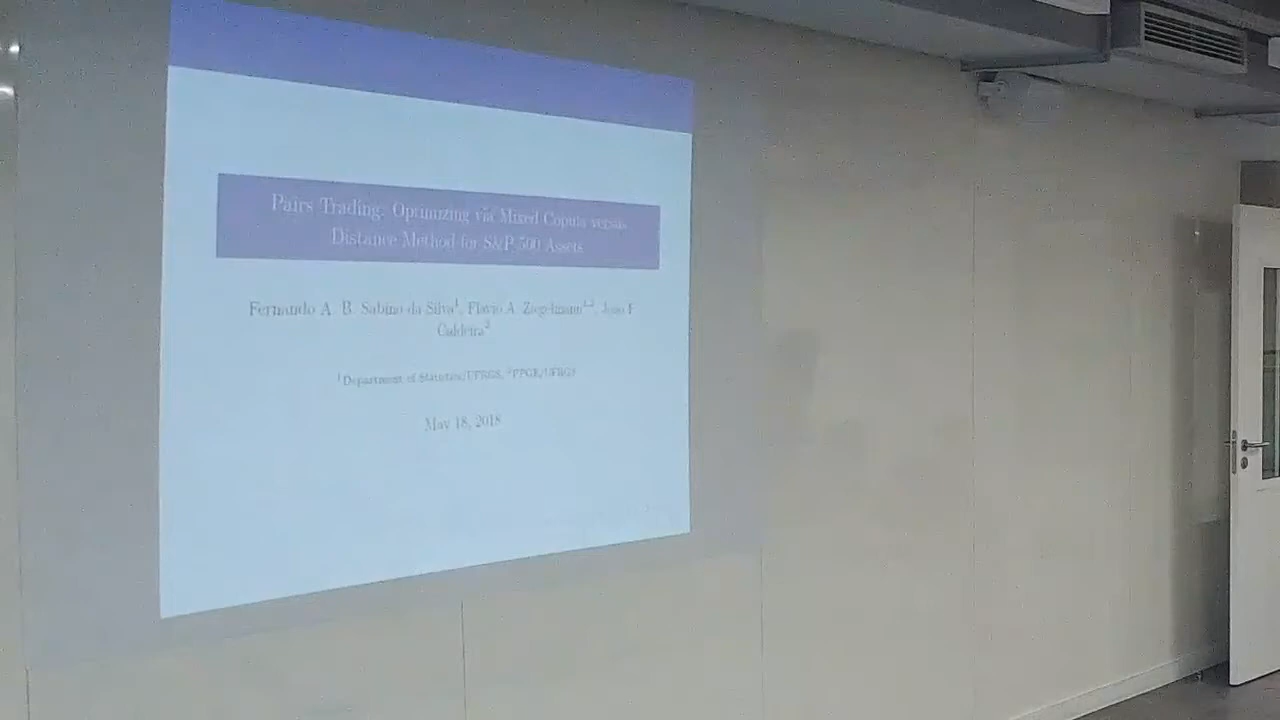 Pairs Trading: Optimizing via Mixed Copula versus
Distance Method for S&P 500 Assets
Fernando A. B. Sabino da Silva¹, Flavio A. Ziegelmann¹,², João F.
Caldeira²
¹Department of Statistics/UFRGS, ²PPGE/UFRGS
May 18, 2018